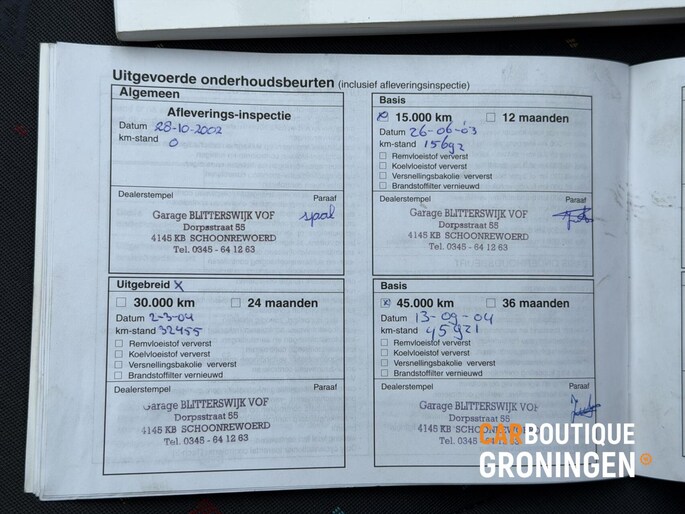 Uitgevoerde onderhoudsbeurten (inclusief afleveringsinspectie)
Algemeen
Afleverings-inspectie
Datum 28-10-2002
km-stand 0
Dealerstempel Paraaf
Garage BLITTERSWIJK VOF
Dorpsstraat 55
4145 KB SCHOONREWOERD
Tel. 0345 - 64 12 63
Basis
15.000 km 12 maanden
Datum 26-06-03
km-stand 15692
Remvloeistof ververst
Koelvloeistof ververst
Versnellingsbakolie ververst
Brandstoffilter vernieuwd
Dealerstempel Paraaf
Garage BLITTERSWIJK VOF
Dorpsstraat 55
4145 KB SCHOONREWOERD
Tel. 0345 - 64 12 63
Uitgebreid X
30.000 km 24 maanden
Datum 2-3-04
km-stand 32455
Remvloeistof ververst
Koelvloeistof ververst
Versnellingsbakolie ververst
Brandstoffilter vernieuwd
Dealerstempel Paraaf
Garage BLITTERSWIJK VOF
Dorpsstraat 55
4145 KB SCHOONREWOERD
Tel. 0345 - 64 12 63
Basis
45.000 km 36 maanden
Datum 13-09-04
km-stand 45921
Remvloeistof ververst
Koelvloeistof ververst
Versnellingsbakolie ververst
Brandstoffilter vernieuwd
Dealerstempel Paraaf
Garage BLITTERSWIJK VOF
Dorpsstraat 55
4145 KB SCHOONREWOERD
Tel. 0345
CARBOUTIQUE
GRONINGEN